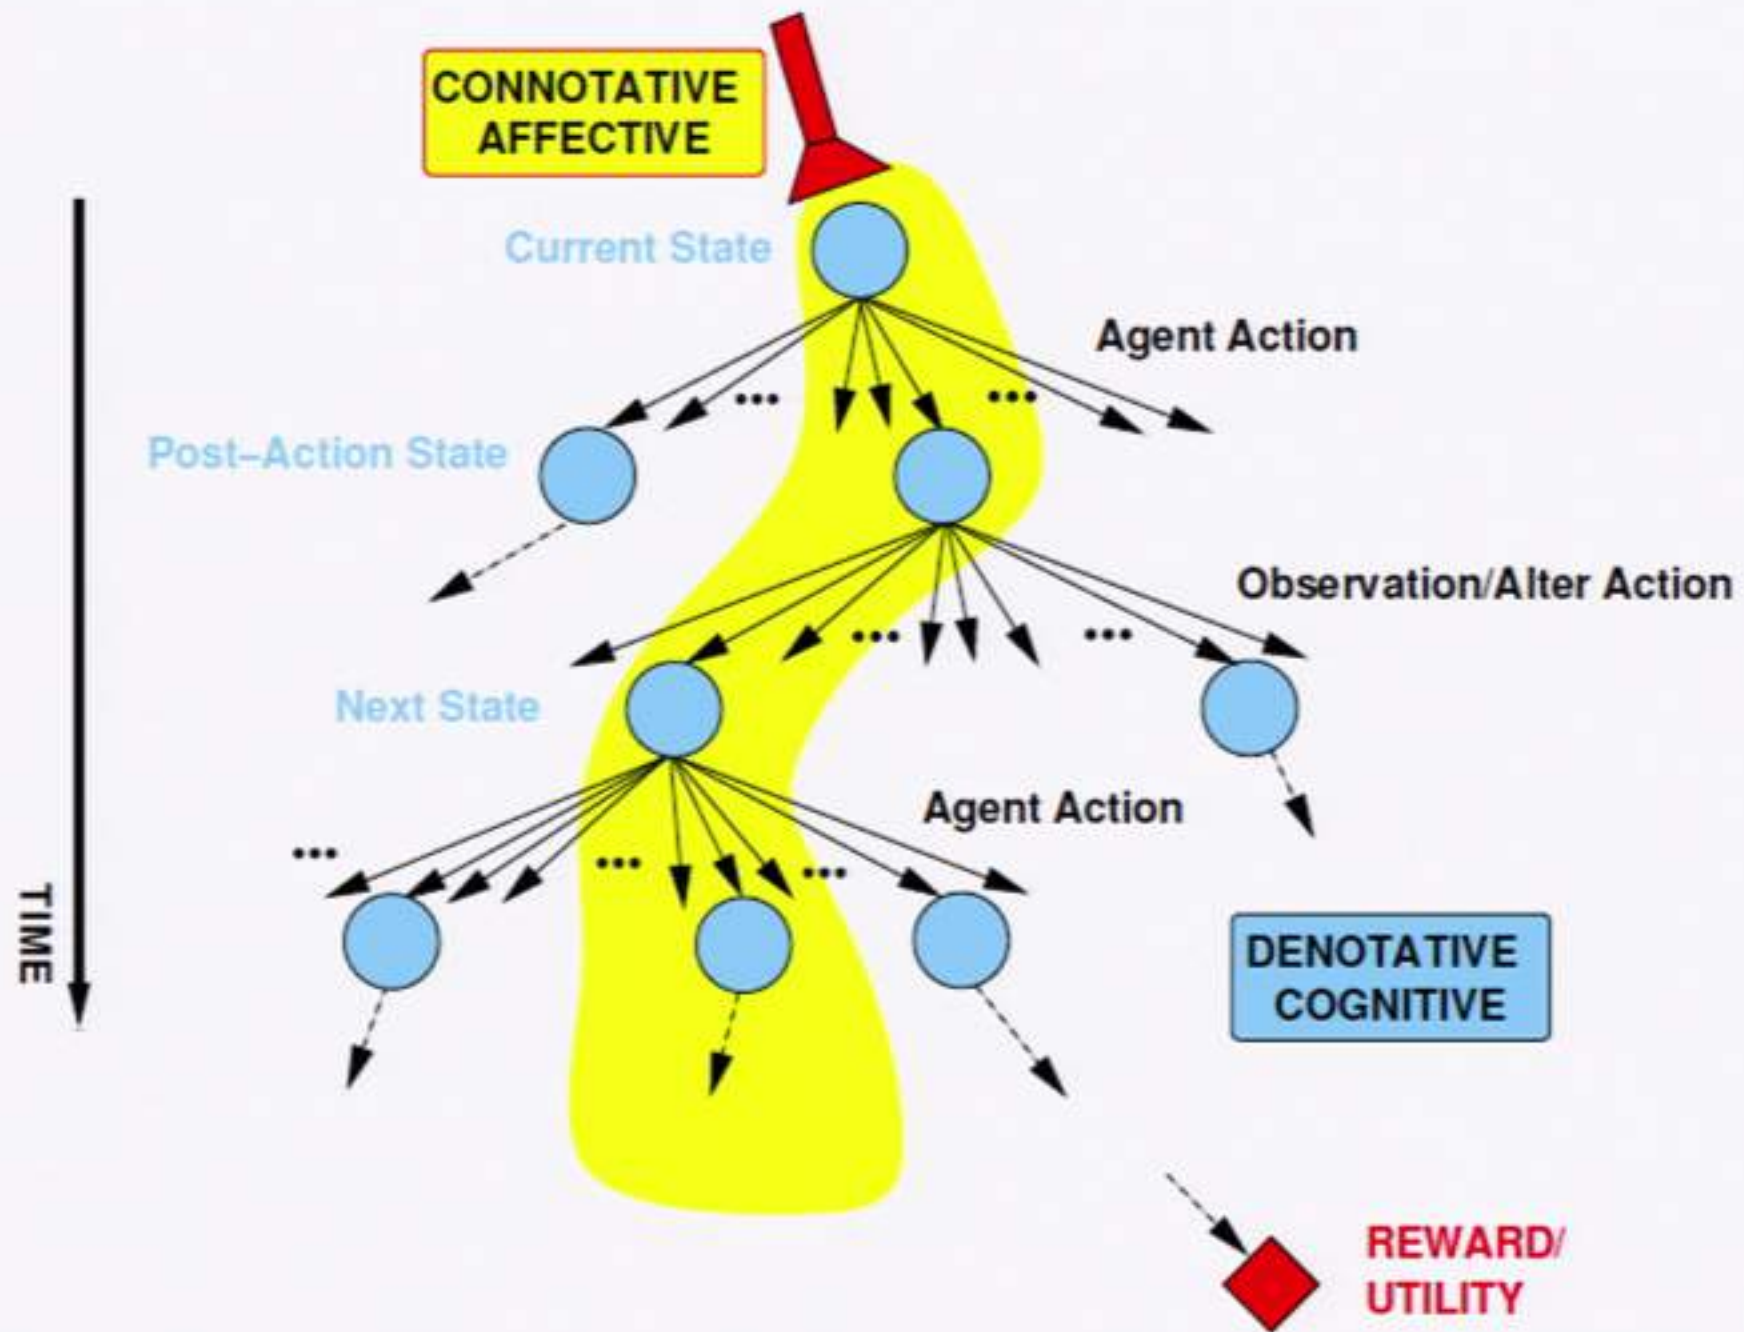 CONNOTATIVE
AFFECTIVE
Current State
Agent Action
...
...
Post–Action State
Observation/Alter Action
...
...
Next State
Agent Action
...
...
...
TIME
DENOTATIVE
COGNITIVE
REWARD/
UTILITY